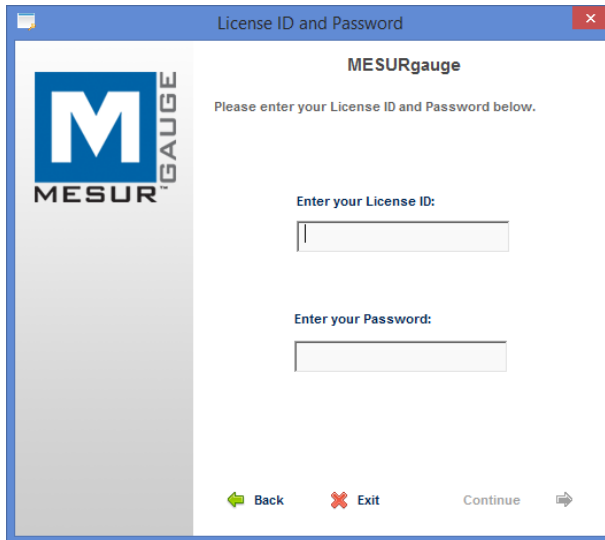 License ID and Password
M
GAUGE
MESUR™
MESURgauge
Please enter your License ID and Password below.
Enter your License ID:
Enter your Password:
Back Exit Continue